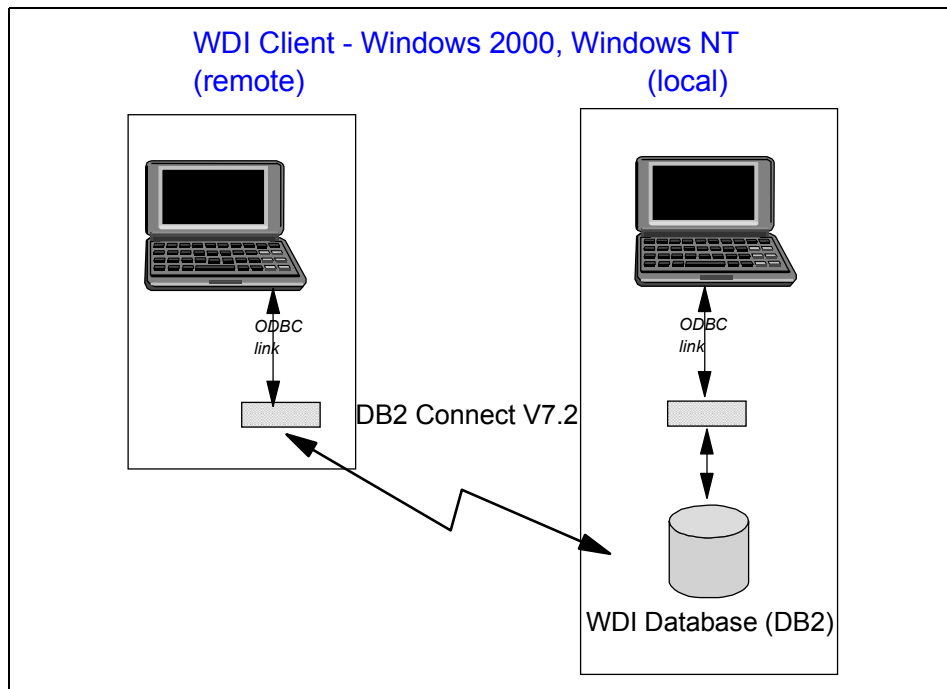 WDI Client - Windows 2000, Windows NT
(remote)
(local)
ODBC
link
ODBC
link
DB2 Connect V7.2
WDI Database (DB2)